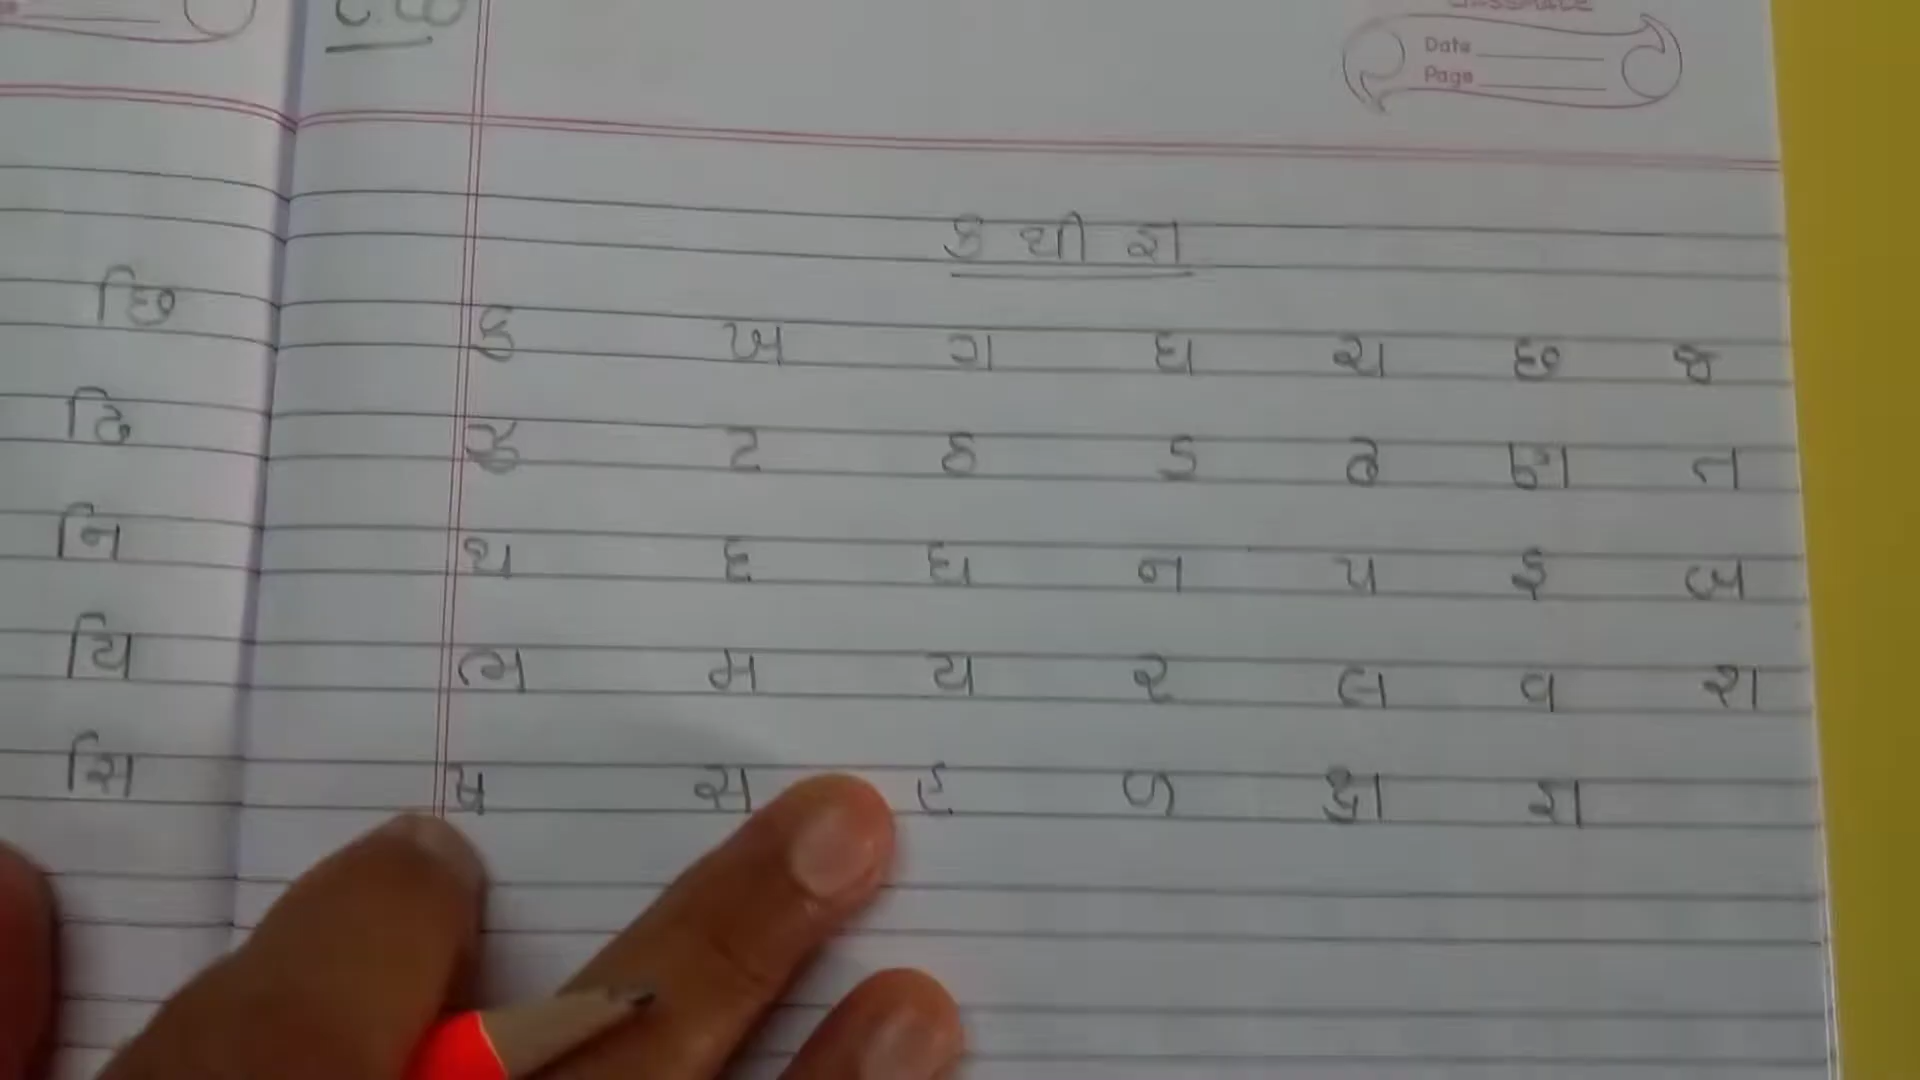 Date
Page
ક થી જ્ઞ
ક ખ ગ ઘ ચ છ જ
ઝ ટ ઠ ડ ઢ ણ ત
થ દ ધ ન પ ફ બ
ભ મ ય ર લ વ શ
ષ સ હ ળ ક્ષ જ્ઞ
છિ
ઢિ
નિ
યિ
સિ